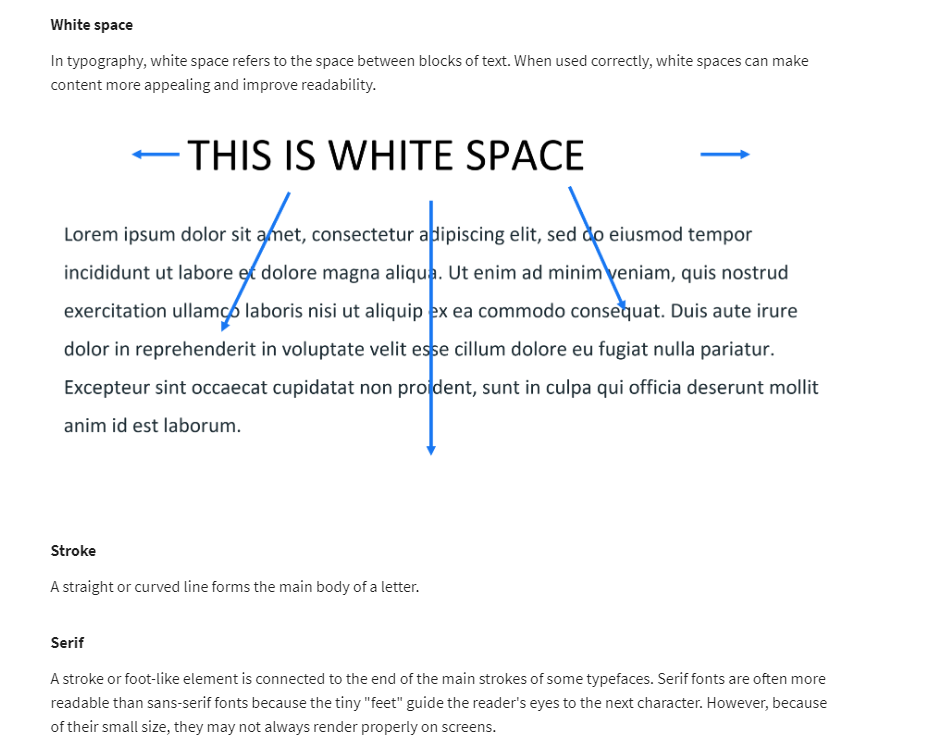 White space
In typography, white space refers to the space between blocks of text. When used correctly, white spaces can make
content more appealing and improve readability.
THIS IS WHITE SPACE
Lorem ipsum dolor sit amet, consectetur adipiscing elit, sed do eiusmod tempor
incididunt ut labore et dolore magna aliqua. Ut enim ad minim veniam, quis nostrud
exercitation ullamco laboris nisi ut aliquip ex ea commodo consequat. Duis aute irure
dolor in reprehenderit in voluptate velit esse cillum dolore eu fugiat nulla pariatur.
Excepteur sint occaecat cupidatat non proident, sunt in culpa qui officia deserunt mollit
anim id est laborum.
Stroke
A straight or curved line forms the main body of a letter.
Serif
A stroke or foot-like element is connected to the end of the main strokes of some typefaces. Serif fonts are often more
readable than sans-serif fonts because the tiny "feet" guide the reader's eyes to the next character. However, because
of their small size, they may not always render properly on screens.